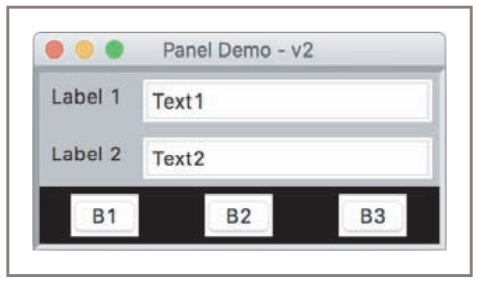 Panel Demo - v2
Label 1 Text1
Label 2 Text2
B1 B2 B3